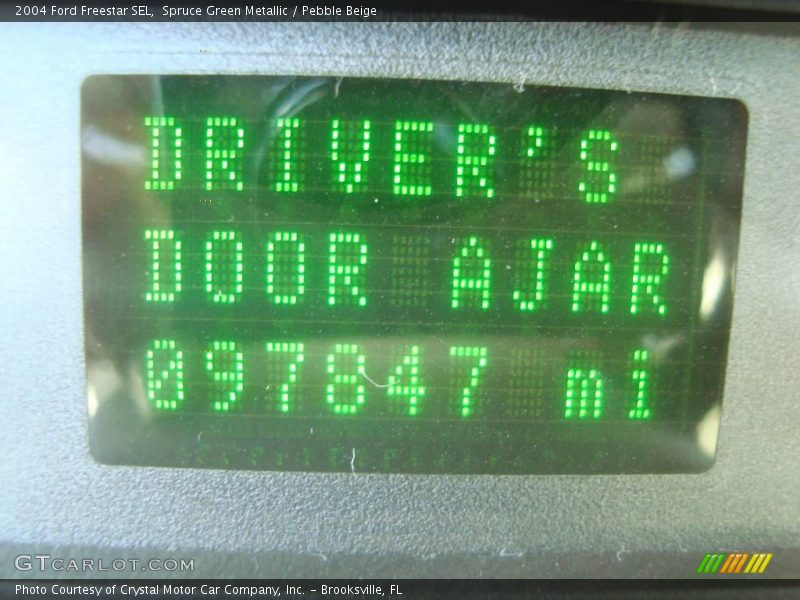 2004 Ford Freestar SEL, Spruce Green Metallic / Pebble Beige
DRIVER'S
DOOR AJAR
097847 mi
GTCARLOT.COM
Photo Courtesy of Crystal Motor Car Company, Inc. – Brooksville, FL